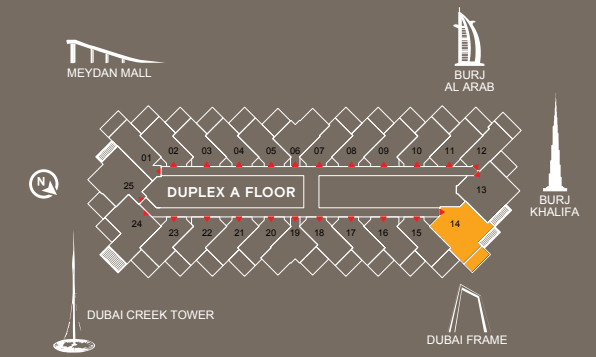 MEYDAN MALL
BURJ
AL ARAB
01
02
03
04
05
06
07
08
09
10
11
12
N
25
DUPLEX A FLOOR
13
BURJ
KHALIFA
24
23
22
21
20
19
18
17
16
15
14
DUBAI CREEK TOWER
DUBAI FRAME